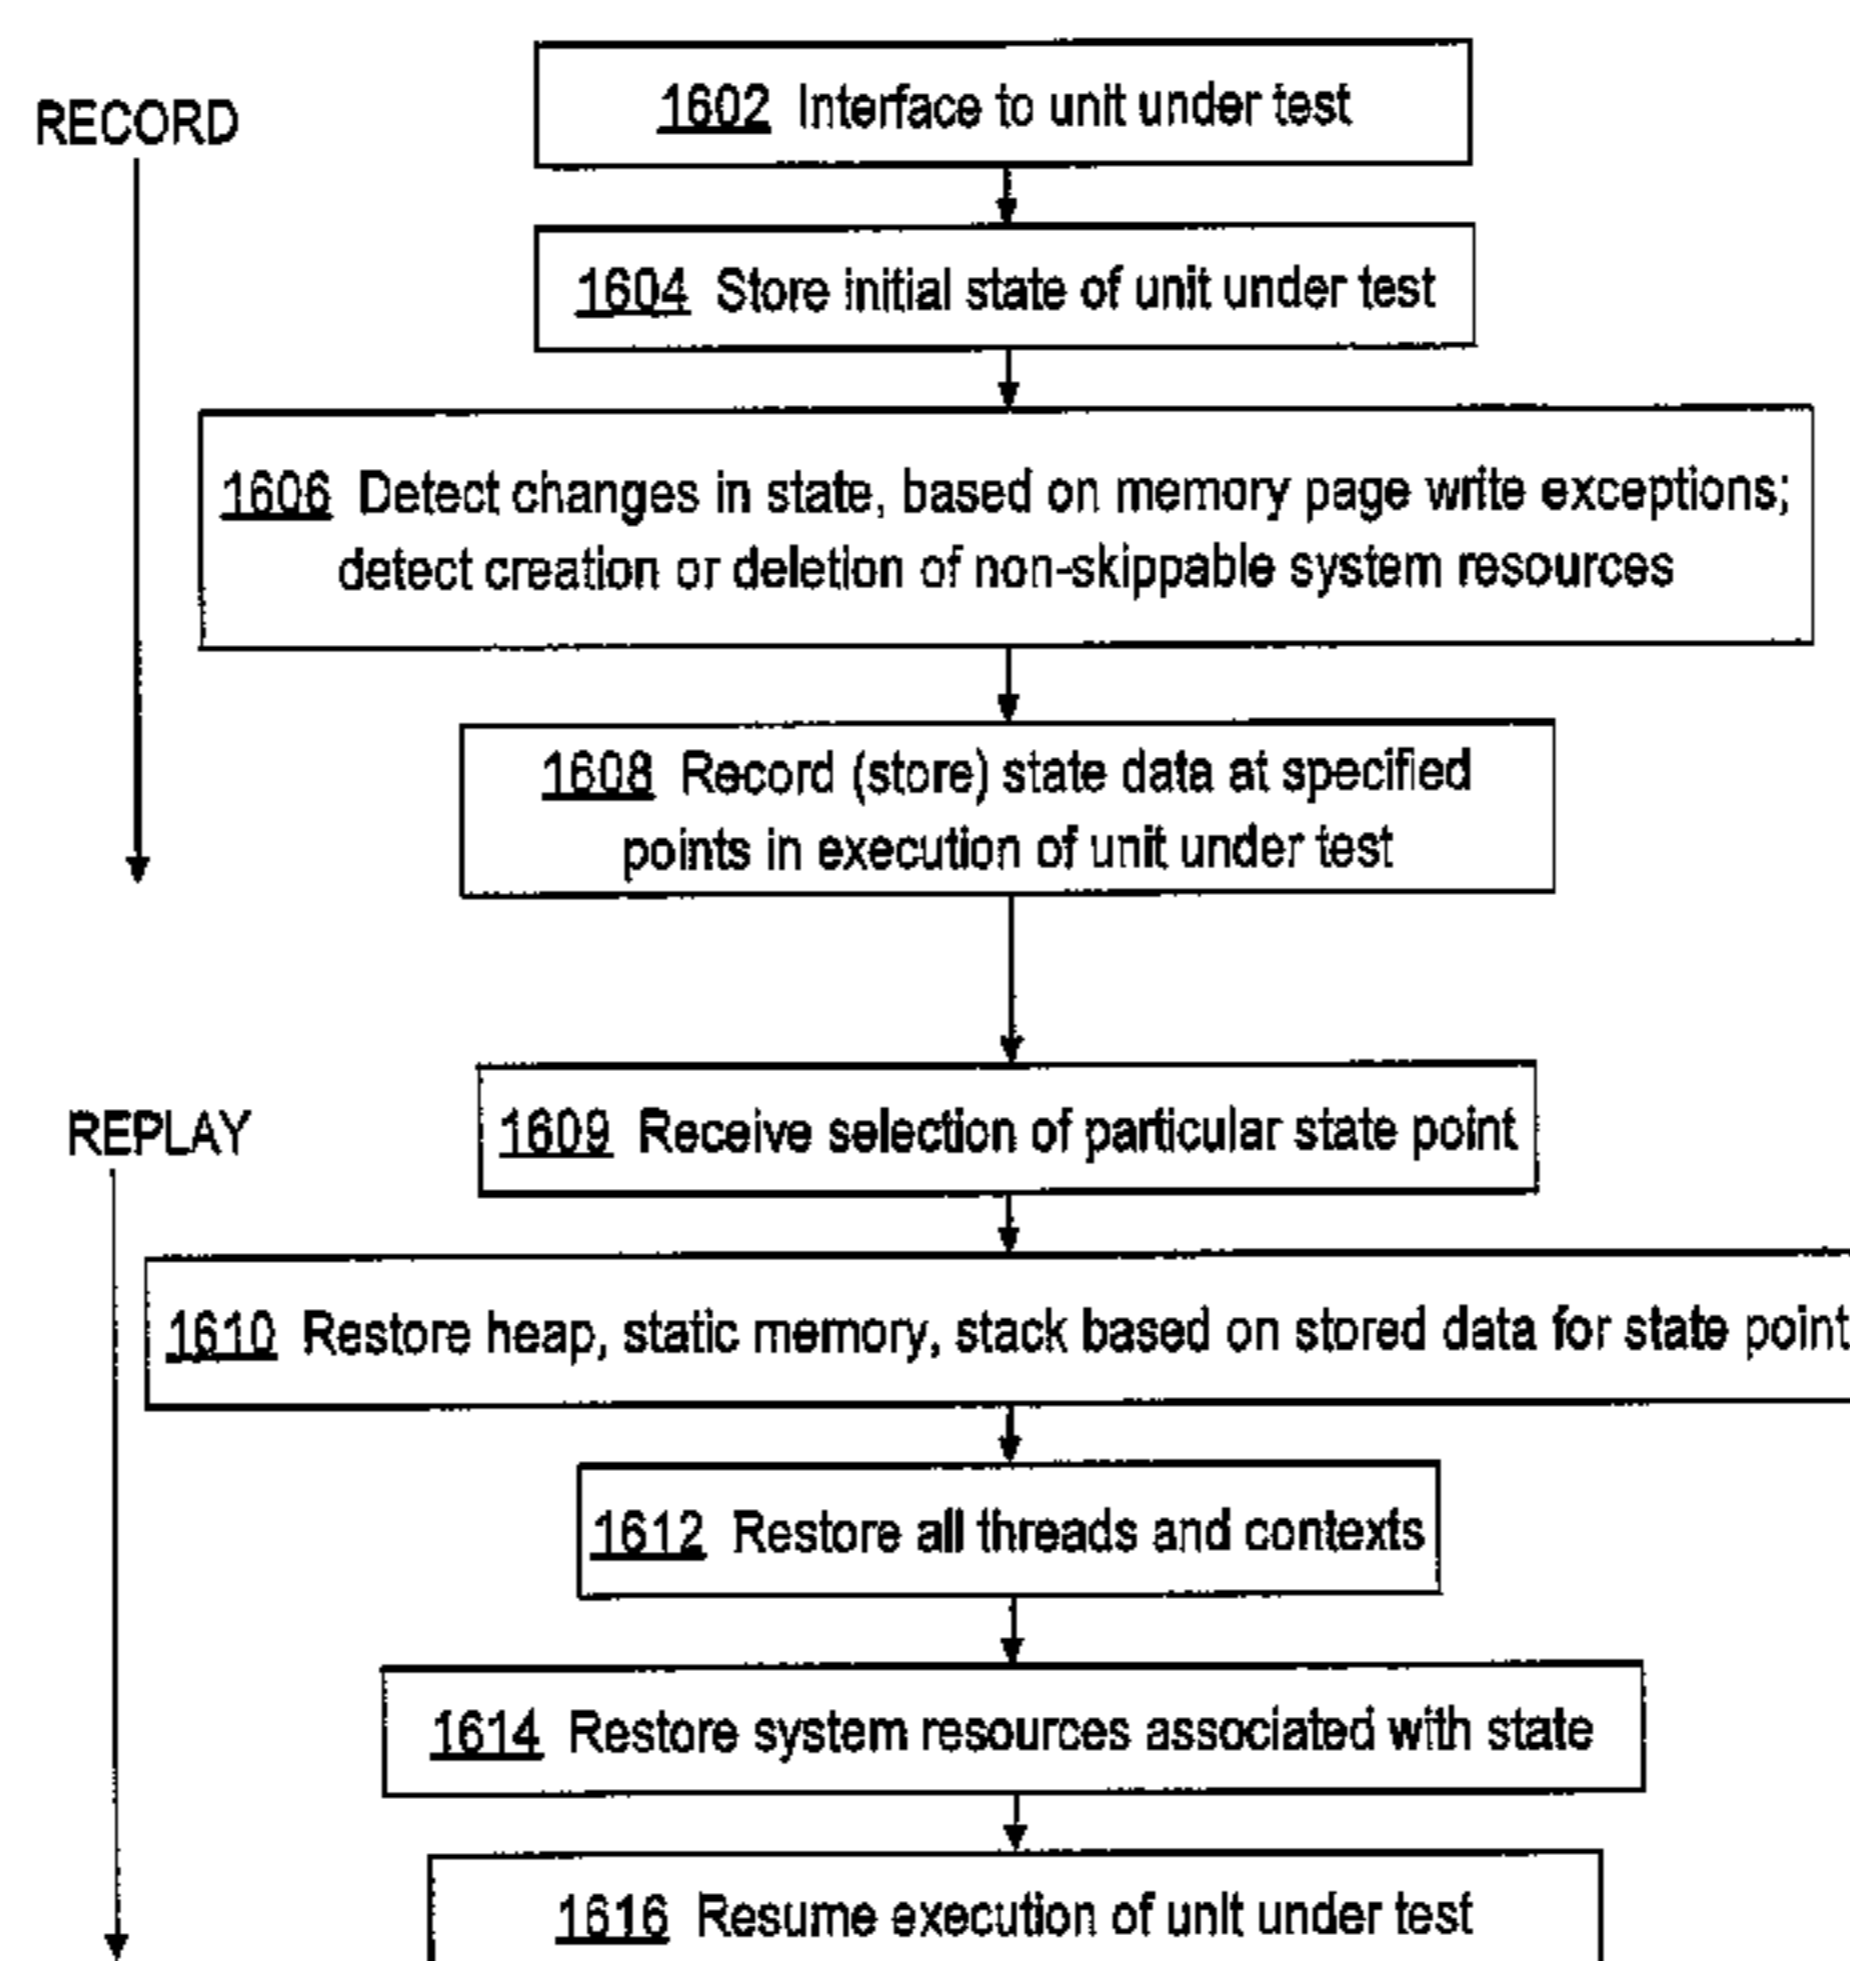 RECORD
1602 Interface to unit under test
1604 Store initial state of unit under test
1606 Detect changes in state, based on memory page write exceptions;
detect creation or deletion of non-skippable system resources
1608 Record (store) state data at specified
points in execution of unit under test
REPLAY
1609 Receive selection of particular state point
1610 Restore heap, static memory, stack based on stored data for state point
1612 Restore all threads and contexts
1614 Restore system resources associated with state
1616 Resume execution of unit under test